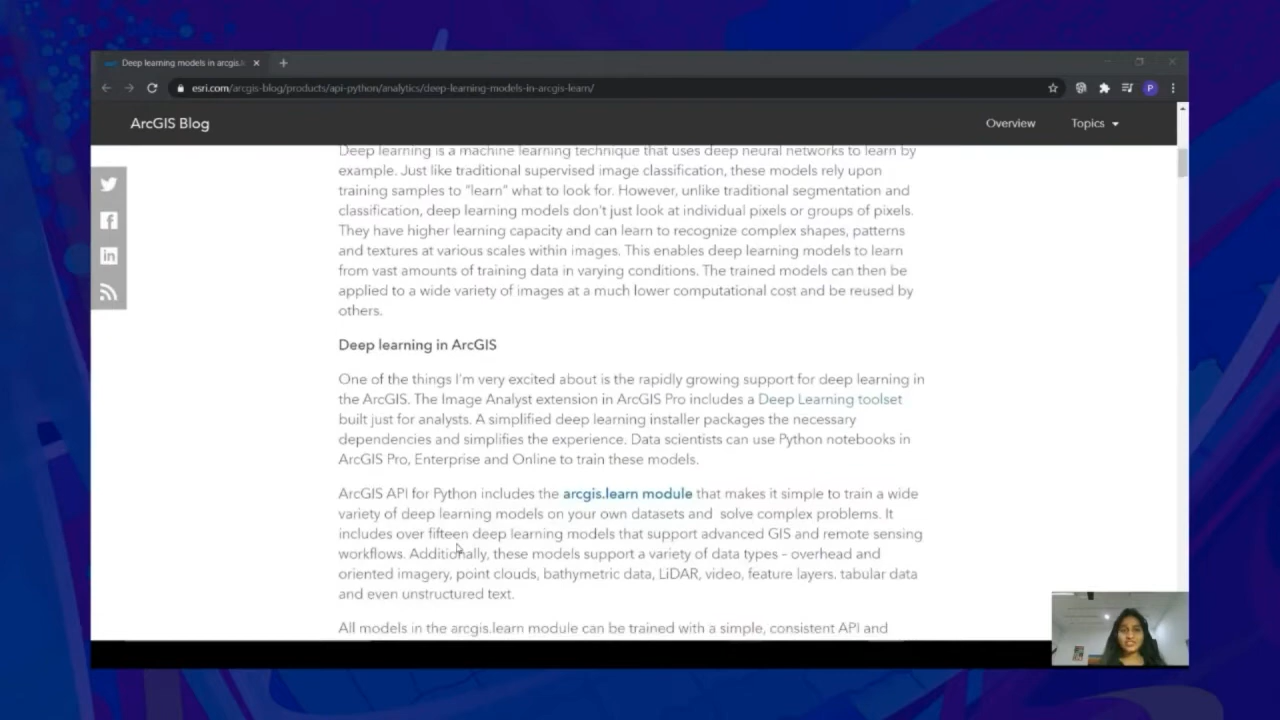 Deep learning models in arcgis.l
esri.com/arcgis-blog/products/api-python/analytics/deep-learning-models-in-arcgis-learn/
P
ArcGIS Blog
Overview
Topics
Deep learning is a machine learning technique that uses deep neural networks to learn by
example. Just like traditional supervised image classification, these models rely upon
training samples to “learn” what to look for. However, unlike traditional segmentation and
classification, deep learning models don’t just look at individual pixels or groups of pixels.
They have higher learning capacity and can learn to recognize complex shapes, patterns
and textures at various scales within images. This enables deep learning models to learn
from vast amounts of training data in varying conditions. The trained models can then be
applied to a wide variety of images at a much lower computational cost and be reused by
others.
Deep learning in ArcGIS
One of the things I’m very excited about is the rapidly growing support for deep learning in
the ArcGIS. The Image Analyst extension in ArcGIS Pro includes a Deep Learning toolset
built just for analysts. A simplified deep learning installer packages the necessary
dependencies and simplifies the experience. Data scientists can use Python notebooks in
ArcGIS Pro, Enterprise and Online to train these models.
ArcGIS API for Python includes the arcgis.learn module that makes it simple to train a wide
variety of deep learning models on your own datasets and  solve complex problems. It
includes over fifteen deep learning models that support advanced GIS and remote sensing
workflows. Additionally, these models support a variety of data types – overhead and
oriented imagery, point clouds, bathymetric data, LiDAR, video, feature layers. tabular data
and even unstructured text.
All models in the arcgis.learn module can be trained with a simple, consistent API and